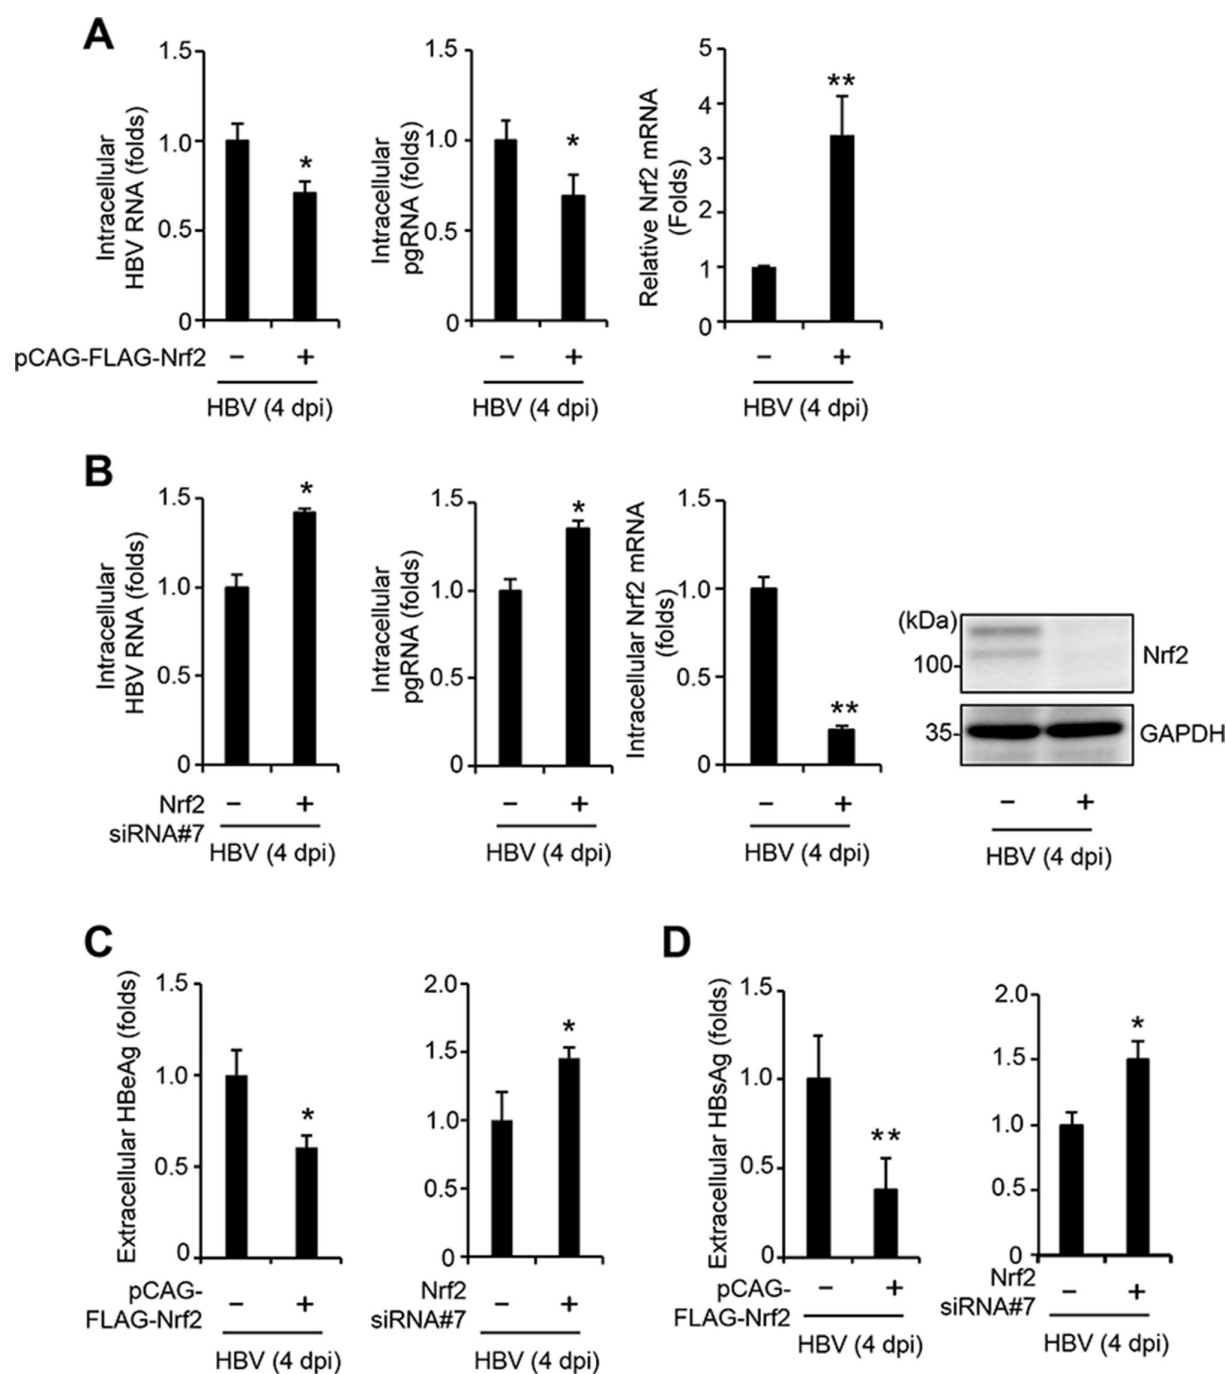 A
Intracellular
HBV RNA (folds)
1.5
1.0
0.5
0
*
Intracellular
pgRNA (folds)
1.5
1.0
0.5
0
*
Relative Nrf2 mRNA
(Folds)
5
4
3
2
1
0
**
pCAG-FLAG-Nrf2 − +
− +
− +
HBV (4 dpi)
HBV (4 dpi)
HBV (4 dpi)
B
Intracellular
HBV RNA (folds)
1.5
1.0
0.5
0
*
Intracellular
pgRNA (folds)
1.5
1.0
0.5
0
*
Intracellular Nrf2 mRNA
(folds)
1.5
1.0
0.5
0
**
(kDa)
100-
Nrf2
35-
GAPDH
Nrf2
siRNA#7
− +
− +
− +
− +
HBV (4 dpi)
HBV (4 dpi)
HBV (4 dpi)
HBV (4 dpi)
C
Extracellular HBeAg (folds)
1.5
1.0
0.5
0
*
pCAG-
FLAG-Nrf2
− +
HBV (4 dpi)
2.0
1.5
1.0
0.5
0
*
Nrf2
siRNA#7
− +
HBV (4 dpi)
D
Extracellular HBsAg (folds)
1.5
1.0
0.5
0
**
pCAG-
FLAG-Nrf2
− +
HBV (4 dpi)
2.0
1.5
1.0
0.5
0
*
Nrf2
siRNA#7
− +
HBV (4 dpi)